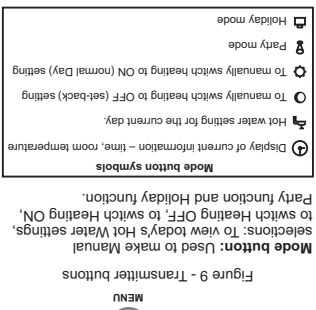 MENU
Figure 9 - Transmitter buttons
Mode button: Used to make Manual
selections: To view today's Hot Water settings,
to switch Heating OFF, to switch Heating ON,
Party function and Holiday function.
Mode button symbols
Display of current information – time, room temperature
Hot water setting for the current day.
To manually switch heating to OFF (set-back) setting
To manually switch heating to ON (normal Day) setting
Party mode
Holiday mode